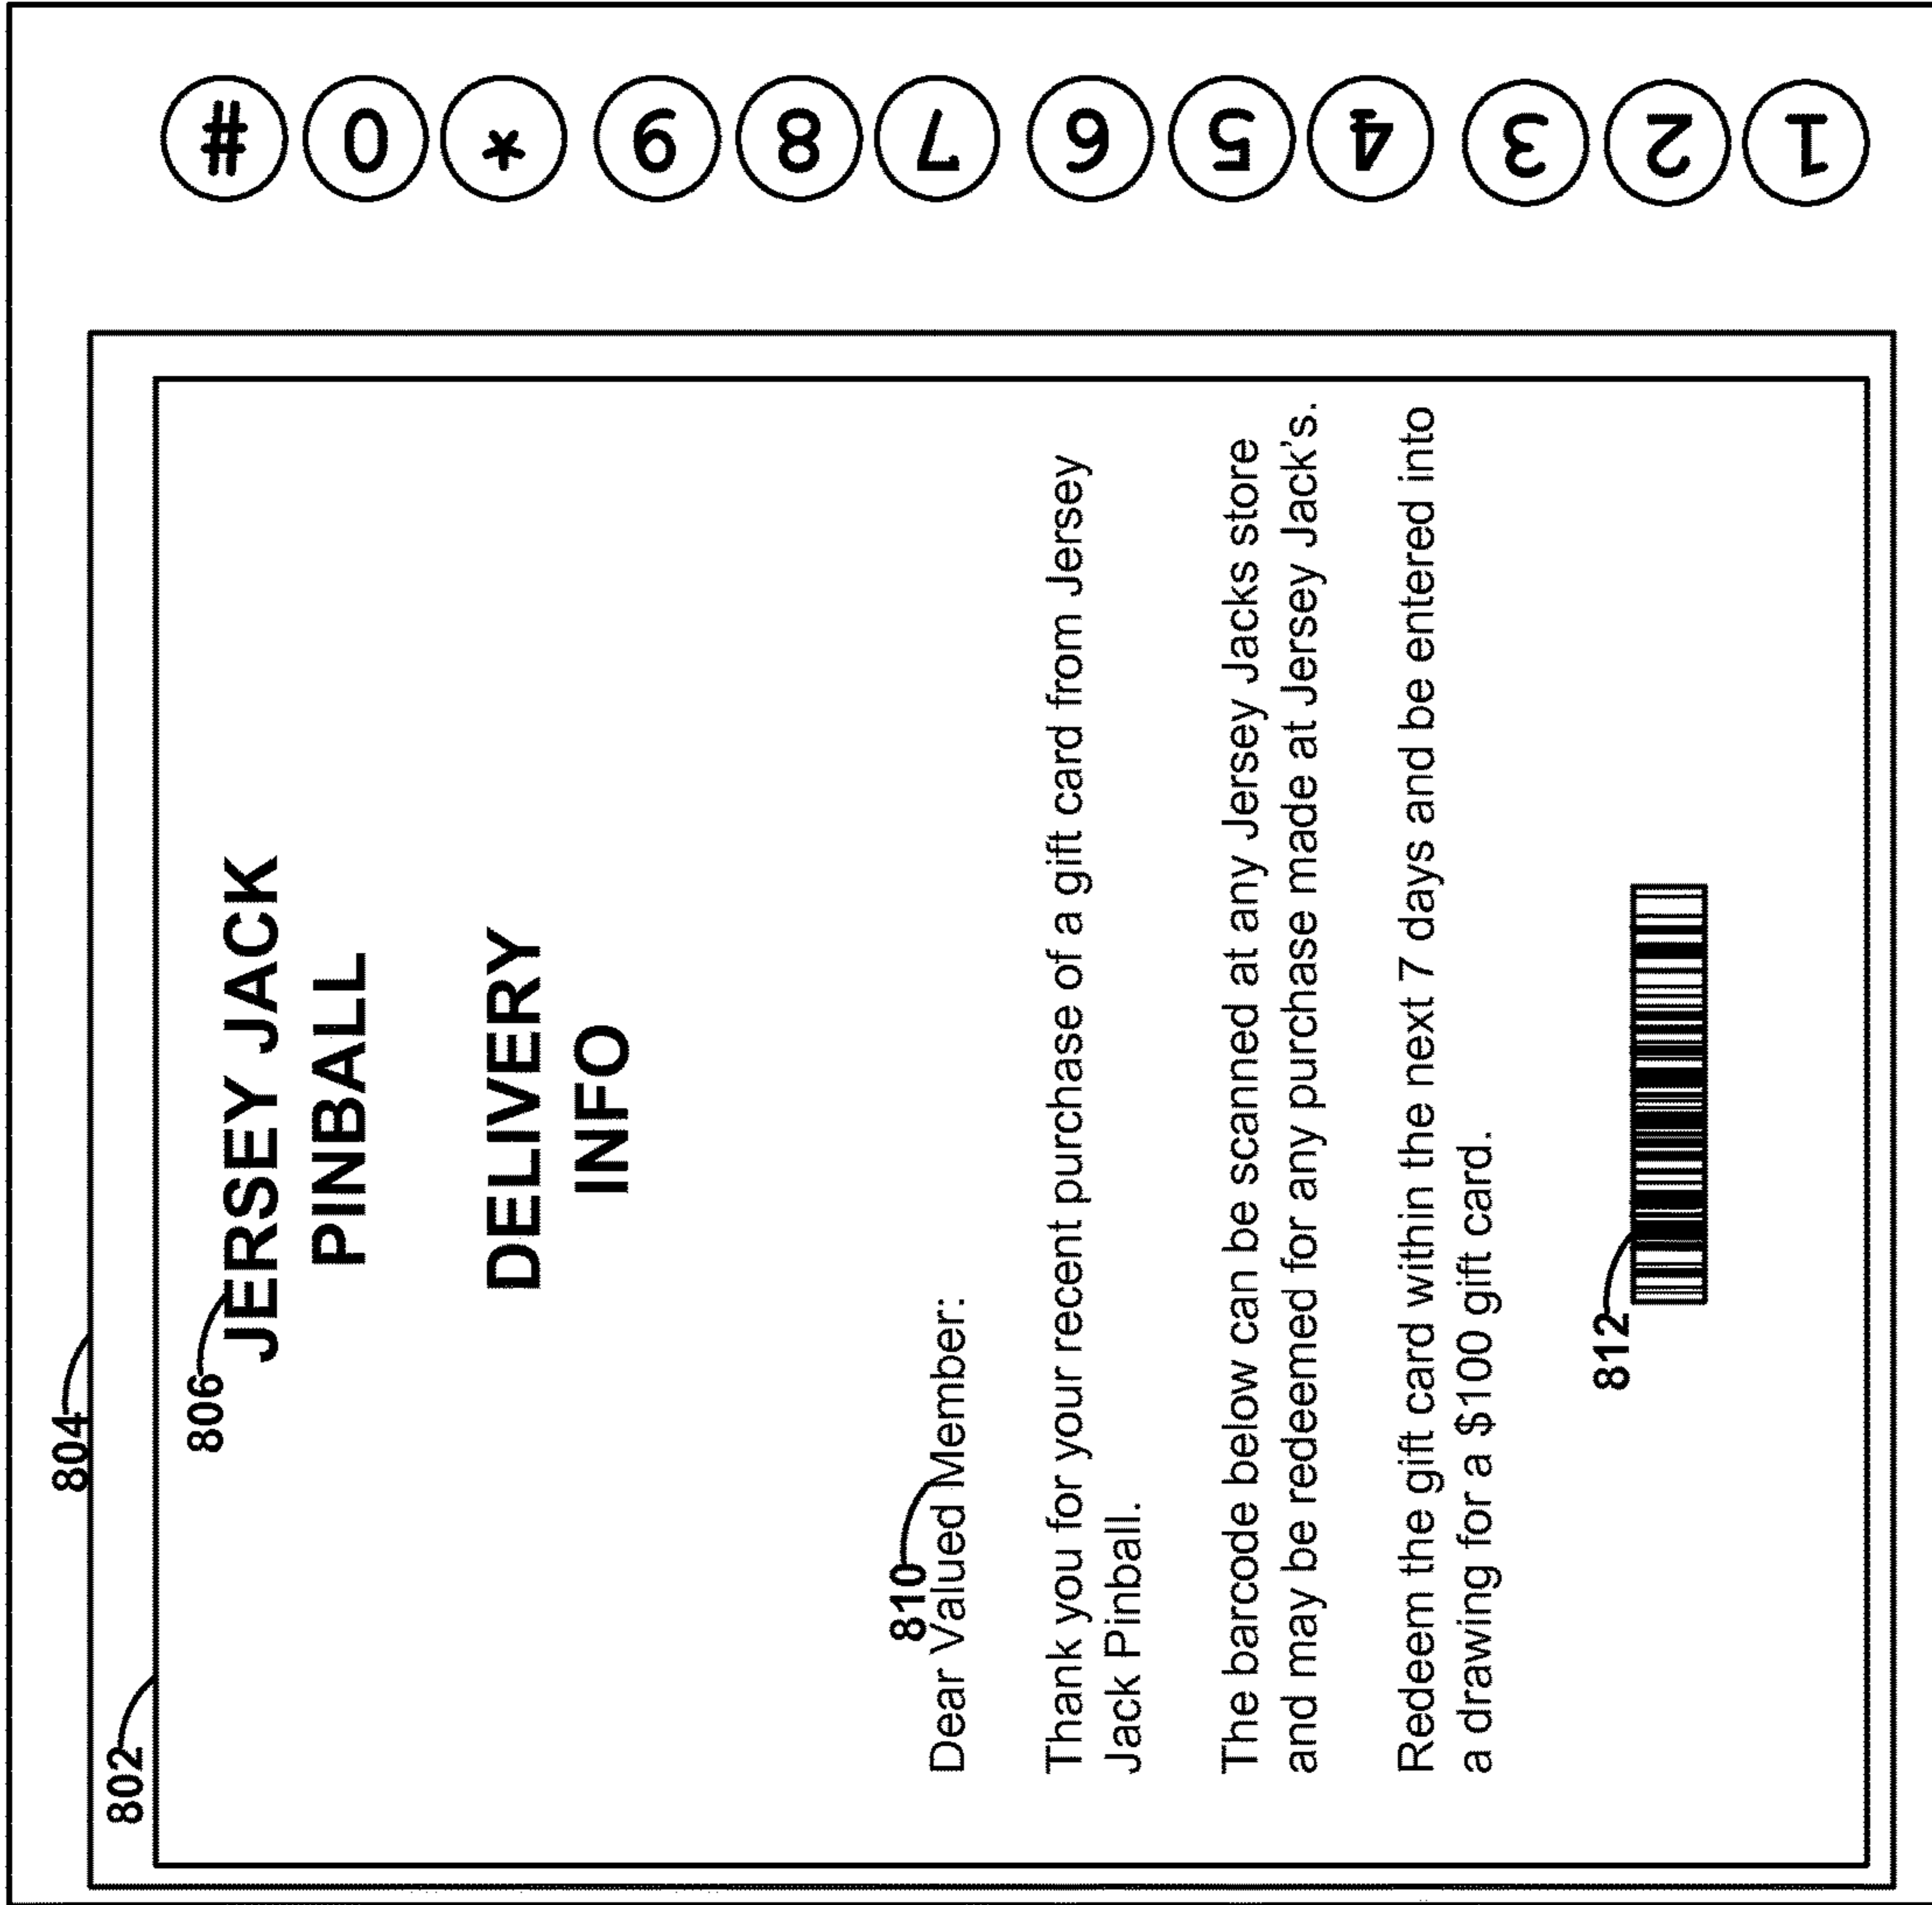 804
802
806
JERSEY JACK
PINBALL
DELIVERY
INFO
810
Dear Valued Member:
Thank you for your recent purchase of a gift card from Jersey
Jack Pinball.
The barcode below can be scanned at any Jersey Jacks store
and may be redeemed for any purchase made at Jersey Jack's.
Redeem the gift card within the next 7 days and be entered into
a drawing for a $100 gift card.
812
# 0 * 9 8 7 6 5 4 3 2 1